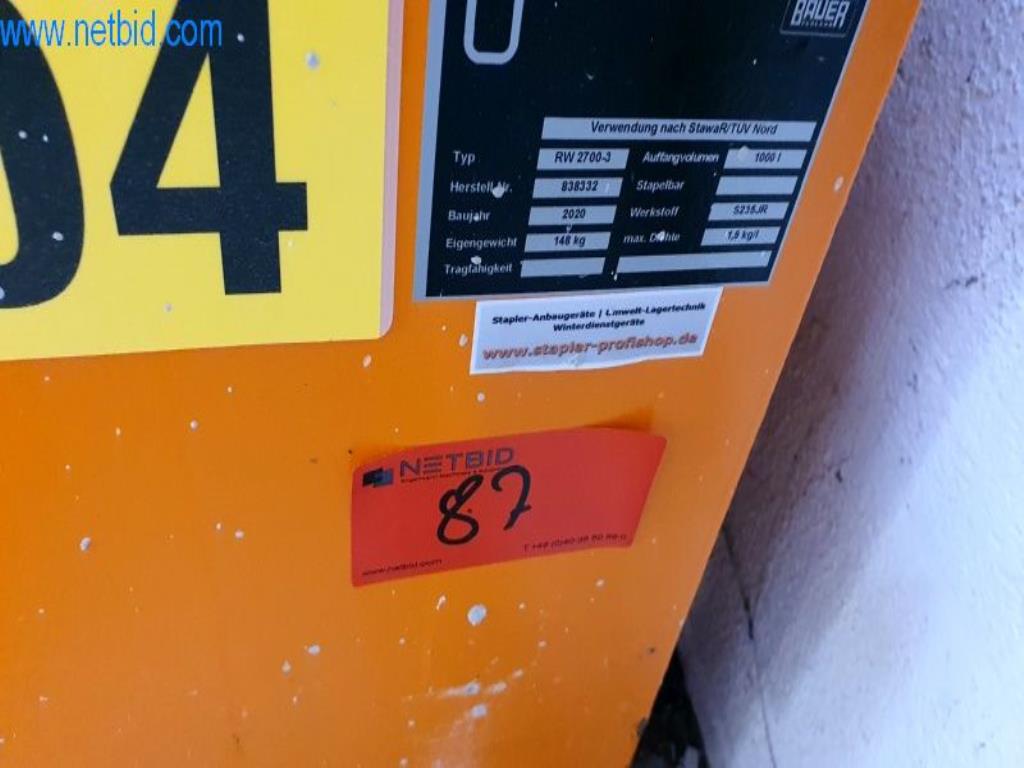 www.netbid.com
04
BAUER
Verwendung nach StawaR/TÜV Nord
Typ RW 2700-3 Auffangvolumen 1000 l
Herstell.Nr. 838332 Stapelbar
Baujahr 2020 Werkstoff S235JR
Eigengewicht 148 kg max. Dichte 1,9 kg/l
Tragfähigkeit
Stapler-Anbaugeräte | Umwelt-Lagertechnik
Winterdienstgeräte
www.stapler-profishop.de
NETBID
87
www.netbid.com